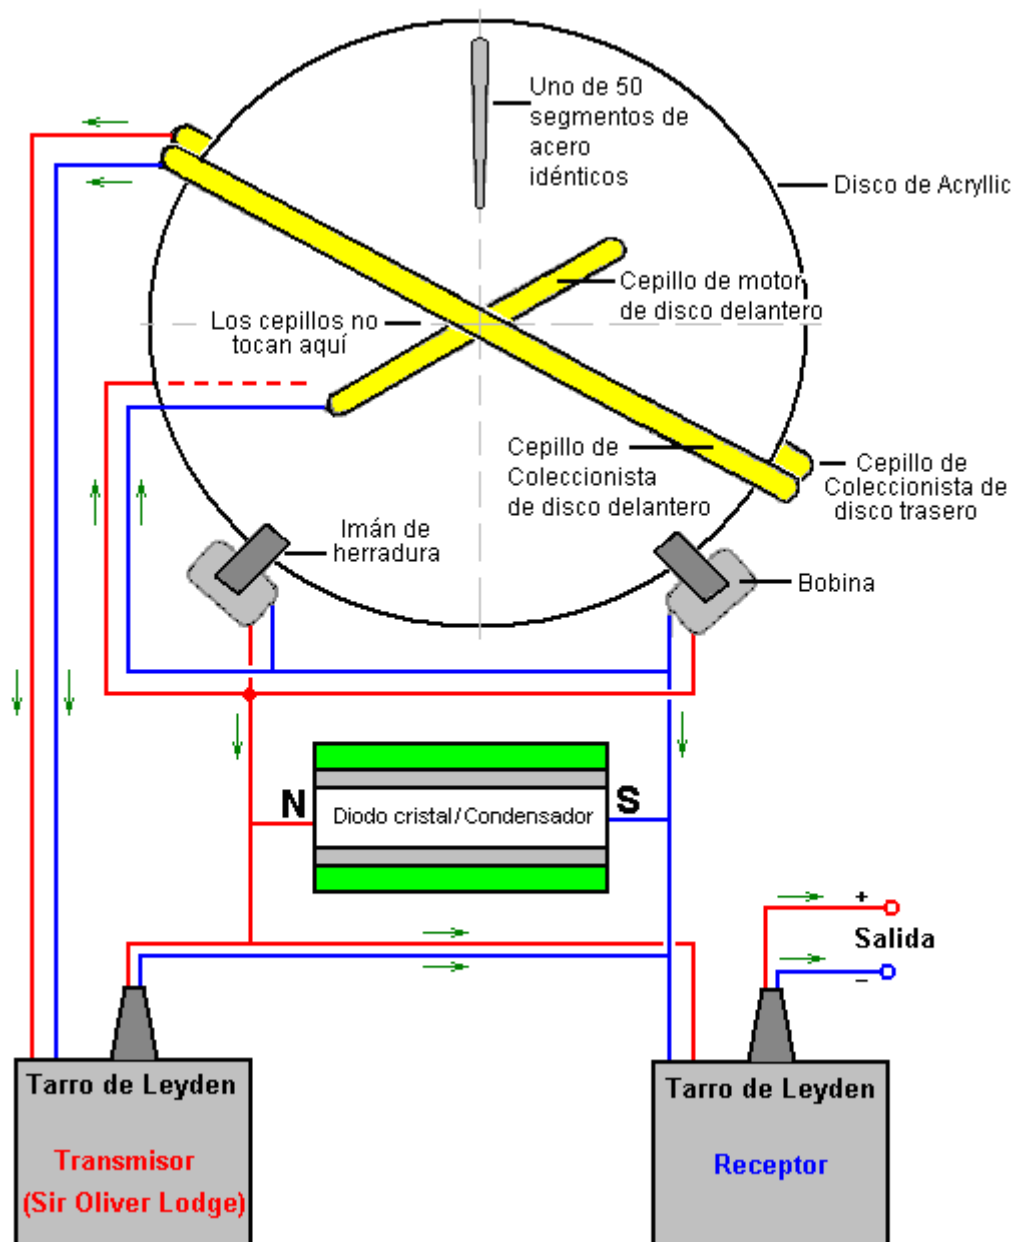 Uno de 50
segmentos de
acero
idénticos
Disco de Acryllic
Cepillo de motor
de disco delantero
Los cepillos no
tocan aquí
Cepillo de
Coleccionista
de disco delantero
Cepillo de
Coleccionista de
disco trasero
Imán de
herradura
Bobina
N
Diodo cristal/Condensador
S
+
Salida
–
Tarro de Leyden
Transmisor
(Sir Oliver Lodge)
Tarro de Leyden
Receptor